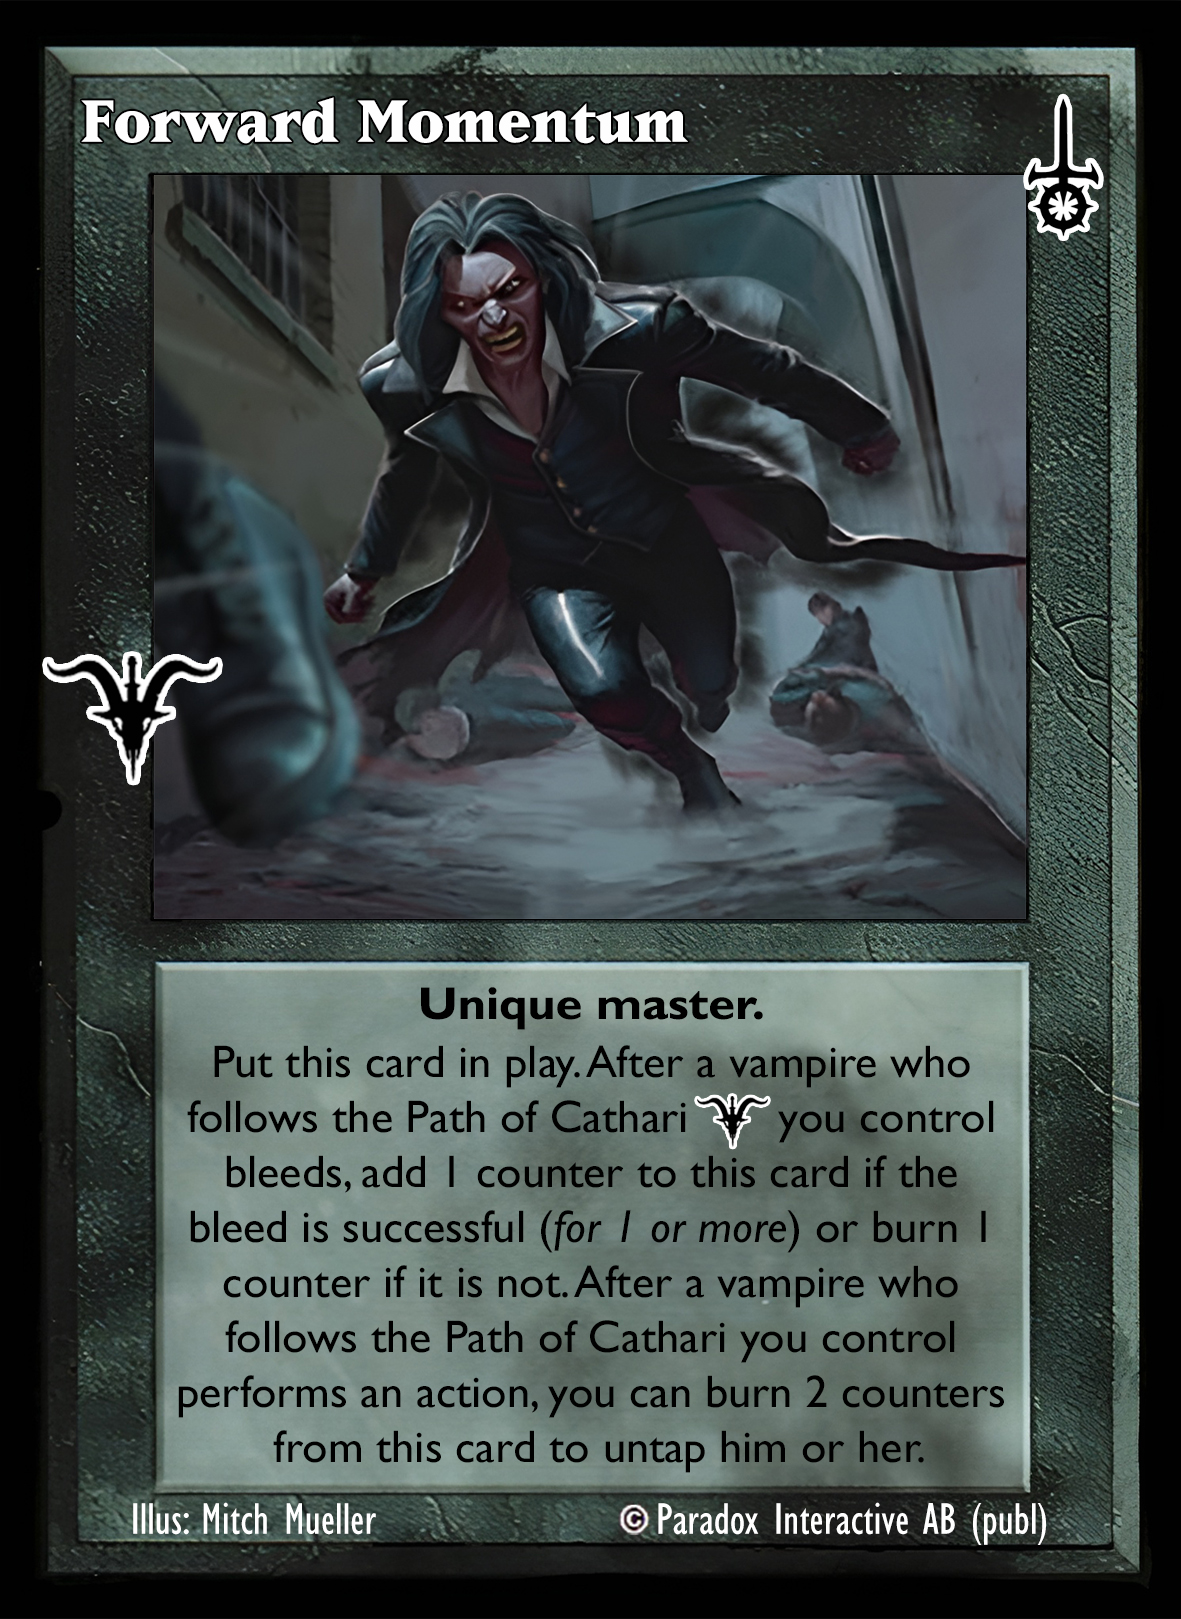 Forward Momentum
Unique master.
Put this card in play. After a vampire who
follows the Path of Cathari you control
bleeds, add 1 counter to this card if the
bleed is successful (for 1 or more) or burn 1
counter if it is not. After a vampire who
follows the Path of Cathari you control
performs an action, you can burn 2 counters
from this card to untap him or her.
Illus: Mitch Mueller © Paradox Interactive AB (publ)